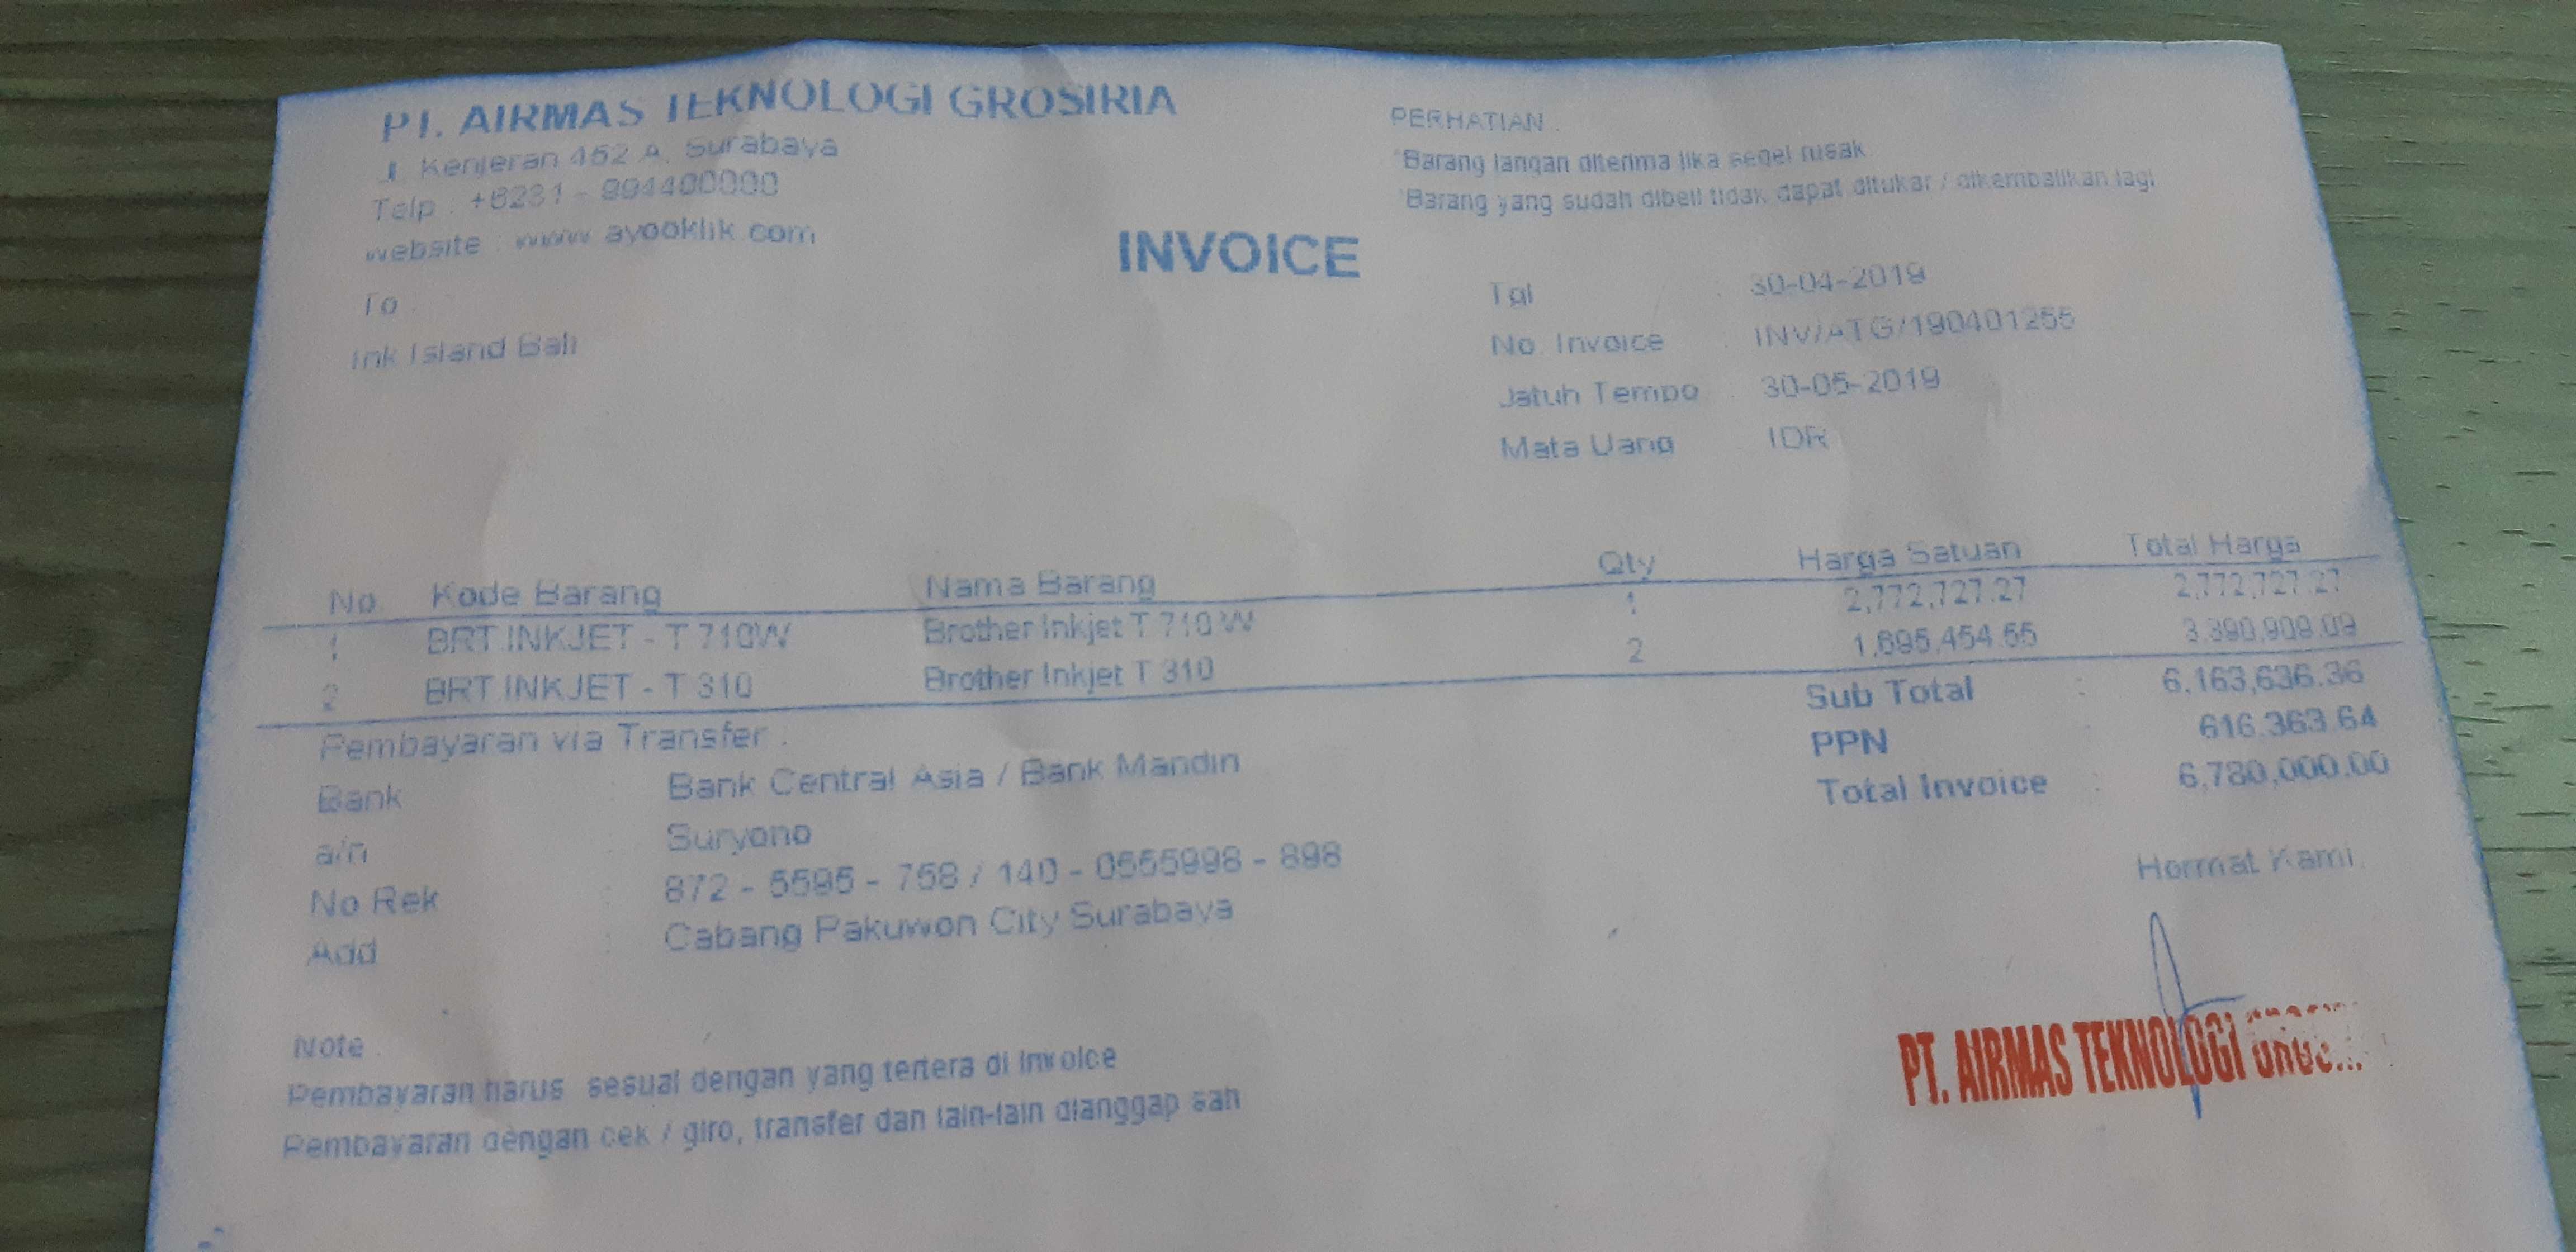 PT. AIRMAS TEKNOLOGI GROSIRIA
Jl. Kenjeran 452 A, Surabaya
Telp : +6231 - 994400000
website : www.ayooklik.com
PERHATIAN :
*Barang jangan diterima jika segel rusak.
*Barang yang sudah dibeli tidak dapat ditukar / dikembalikan lagi
INVOICE
To :
Ink Island Bali
Tgl : 30-04-2019
No. Invoice : INV/ATG/190401255
Jatuh Tempo : 30-05-2019
Mata Uang : IDR
No Kode Barang Nama Barang Qty Harga Satuan Total Harga
1 BRT.INKJET - T 710W Brother Inkjet T 710 W 1 2,772,727.27 2,772,727.27
2 BRT.INKJET - T 310 Brother Inkjet T 310 2 1,695,454.55 3,390,909.09
Sub Total : 6,163,636.36
PPN 616,363.64
Total Invoice : 6,780,000.00
Pembayaran via Transfer :
Bank : Bank Central Asia / Bank Mandiri
a/n Suryono
No Rek : 872 - 5595 - 758 / 140 - 0555998 - 898
Add : Cabang Pakuwon City Surabaya
Hormat Kami,
PT. AIRMAS TEKNOLOGI
Note :
Pembayaran harus sesuai dengan yang tertera di invoice
Pembayaran dengan cek / giro, transfer dan lain-lain dianggap sah